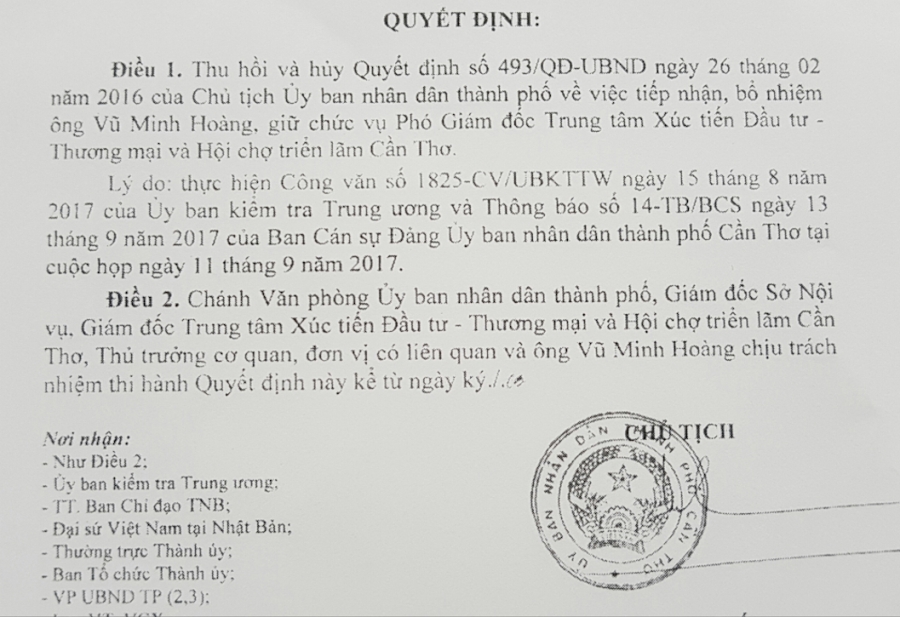 QUYẾT ĐỊNH:
Điều 1. Thu hồi và hủy Quyết định số 493/QĐ-UBND ngày 26 tháng 02
năm 2016 của Chủ tịch Ủy ban nhân dân thành phố về việc tiếp nhận, bổ nhiệm
ông Vũ Minh Hoàng, giữ chức vụ Phó Giám đốc Trung tâm Xúc tiến Đầu tư -
Thương mại và Hội chợ triển lãm Cần Thơ.
Lý do: thực hiện Công văn số 1825-CV/UBKTTW ngày 15 tháng 8 năm
2017 của Ủy ban kiểm tra Trung ương và Thông báo số 14-TB/BCS ngày 13
tháng 9 năm 2017 của Ban Cán sự Đảng Ủy ban nhân dân thành phố Cần Thơ tại
cuộc họp ngày 11 tháng 9 năm 2017.
Điều 2. Chánh Văn phòng Ủy ban nhân dân thành phố, Giám đốc Sở Nội
vụ, Giám đốc Trung tâm Xúc tiến Đầu tư - Thương mại và Hội chợ triển lãm Cần
Thơ, Thủ trưởng cơ quan, đơn vị có liên quan và ông Vũ Minh Hoàng chịu trách
nhiệm thi hành Quyết định này kể từ ngày ký./.
Nơi nhận:
- Như Điều 2;
- Ủy ban kiểm tra Trung ương;
- TT. Ban Chỉ đạo TNB;
- Đại sứ Việt Nam tại Nhật Bản;
- Thường trực Thành ủy;
- Ban Tổ chức Thành ủy;
- VP UBND TP (2,3);
CHỦ TỊCH
ỦY BAN NHÂN DÂN THÀNH PHỐ CẦN THƠ